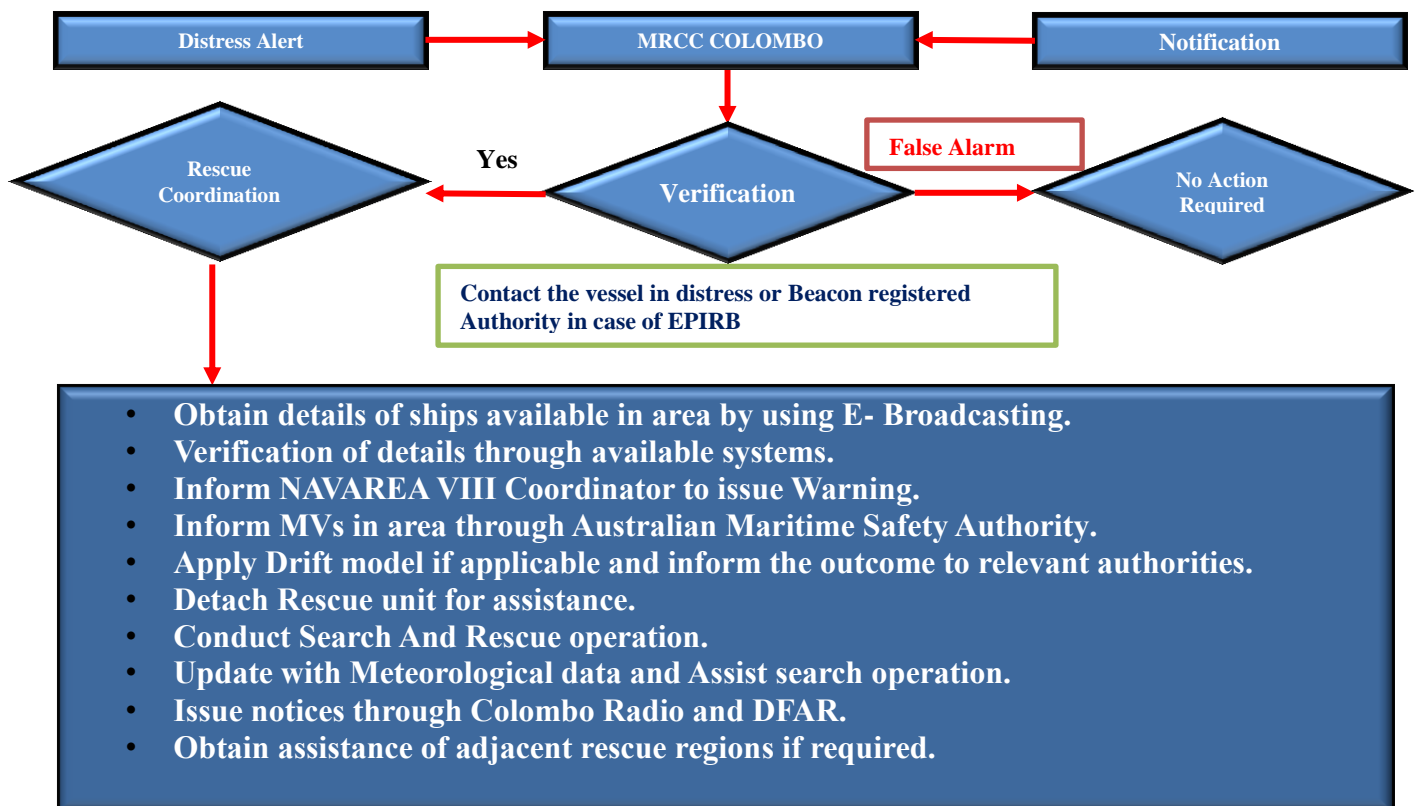 Distress Alert
MRCC COLOMBO
Notification
Rescue
Coordination
Yes
Verification
False Alarm
No Action
Required
Contact the vessel in distress or Beacon registered
Authority in case of EPIRB
• Obtain details of ships available in area by using E- Broadcasting.
• Verification of details through available systems.
• Inform NAVAREA VIII Coordinator to issue Warning.
• Inform MVs in area through Australian Maritime Safety Authority.
• Apply Drift model if applicable and inform the outcome to relevant authorities.
• Detach Rescue unit for assistance.
• Conduct Search And Rescue operation.
• Update with Meteorological data and Assist search operation.
• Issue notices through Colombo Radio and DFAR.
• Obtain assistance of adjacent rescue regions if required.